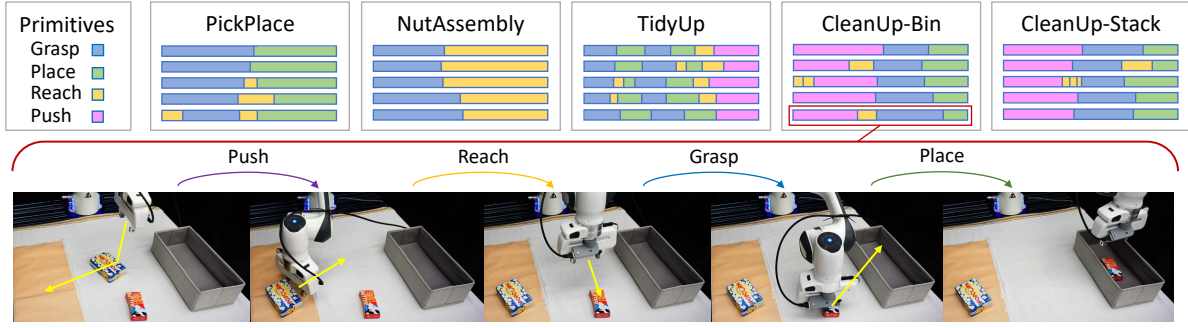 Primitives
Grasp
Place
Reach
Push
PickPlace
NutAssembly
TidyUp
CleanUp-Bin
CleanUp-Stack
Push
Reach
Grasp
Place